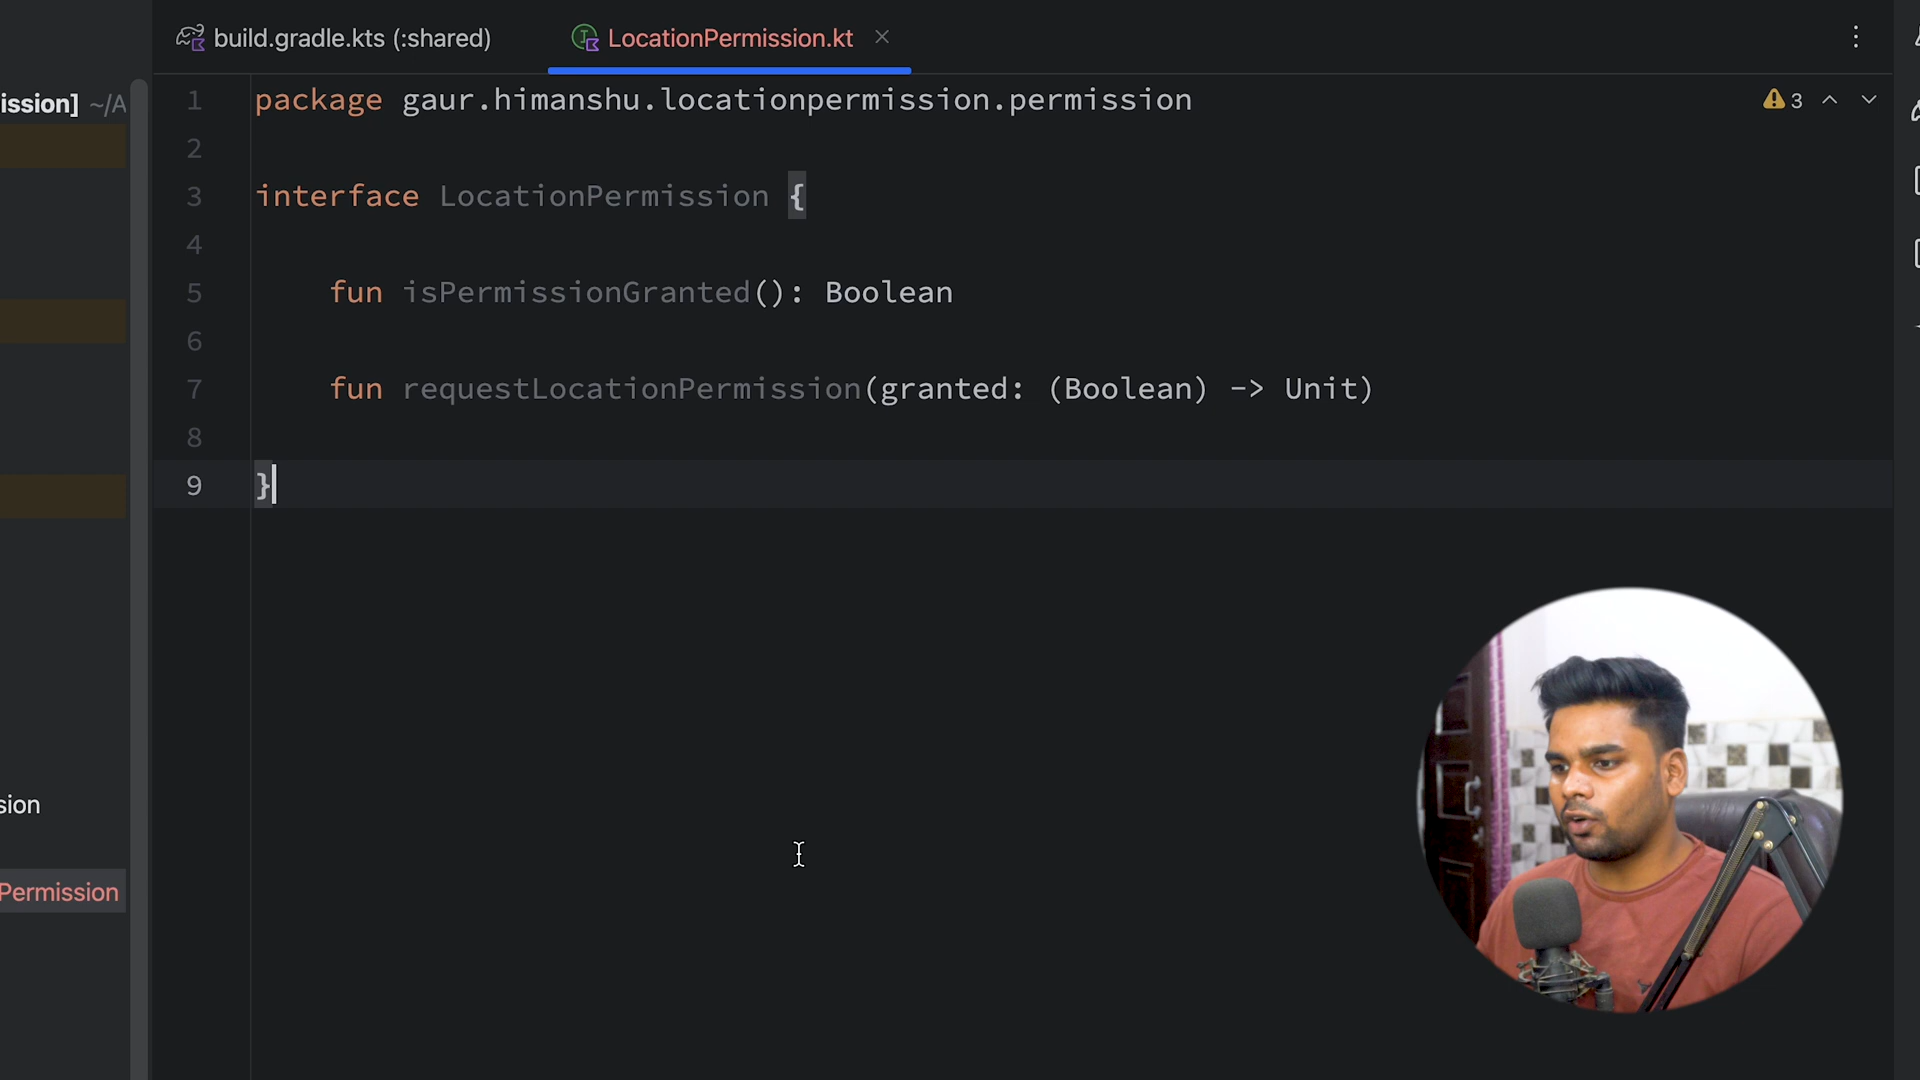 build.gradle.kts (:shared)
LocationPermission.kt
ission] ~/A
1 package gaur.himanshu.locationpermission.permission
3
2
3 interface LocationPermission {
4
5 fun isPermissionGranted(): Boolean
6
7 fun requestLocationPermission(granted: (Boolean) -> Unit)
8
9 }
sion
Permission